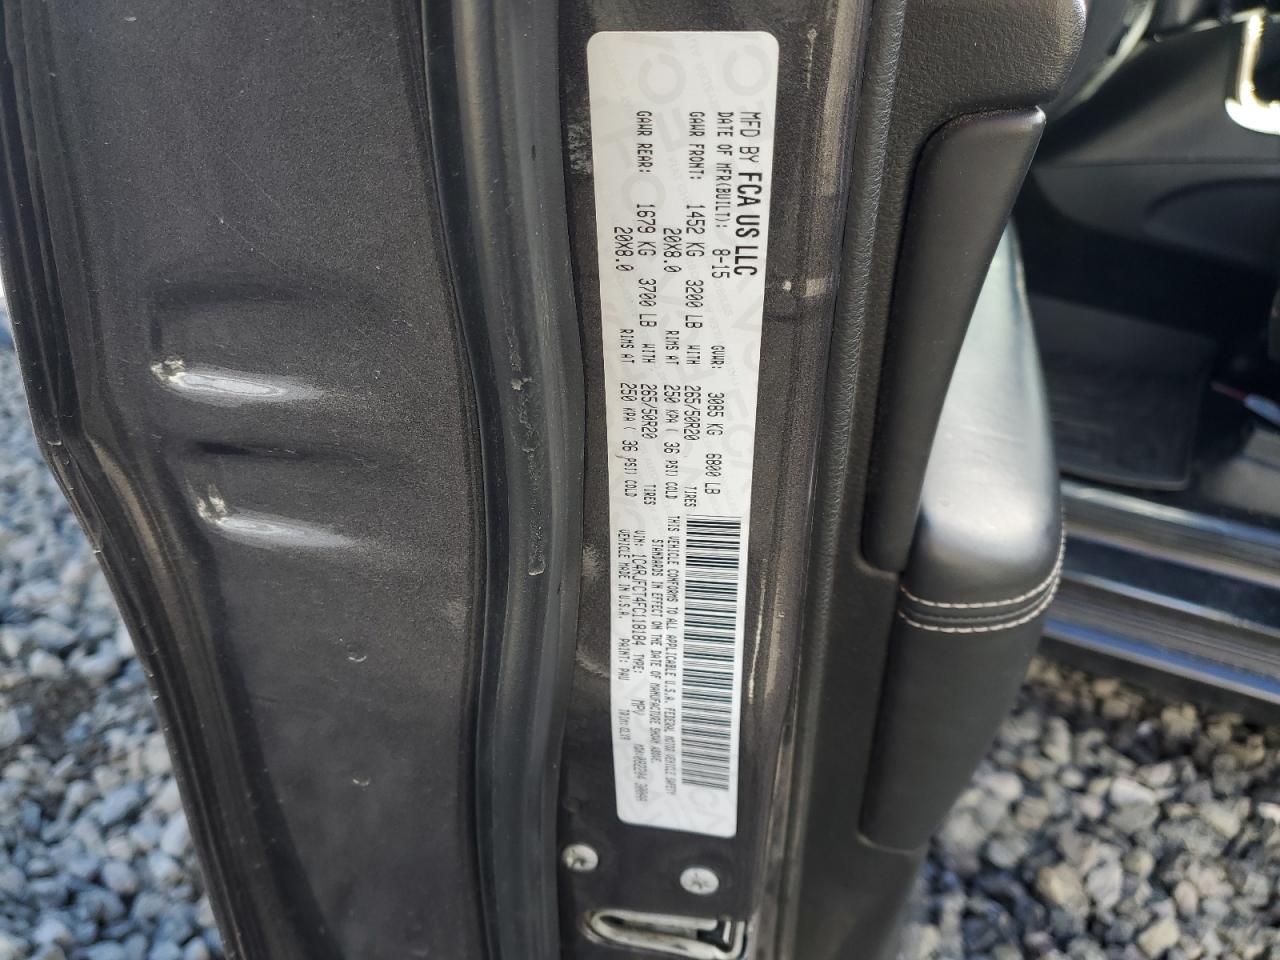 MFD BY FCA US LLC
DATE OF MFR(BUILT): 8-15 GVWR: 3085 KG 6800 LB
GAWR FRONT: 1452 KG 3200 LB WITH 265/50R20 TIRES
20X8.0 RIMS AT 250 KPA ( 36 PSI) COLD
GAWR REAR: 1679 KG 3700 LB WITH 265/50R20 TIRES
20X8.0 RIMS AT 250 KPA ( 36 PSI) COLD
THIS VEHICLE CONFORMS TO ALL APPLICABLE U.S.A. FEDERAL MOTOR VEHICLE SAFETY
STANDARDS IN EFFECT ON THE DATE OF MANUFACTURE SHOWN ABOVE.
VIN: 1C4RJFCT4FC118184 TYPE: MPV
VEHICLE MADE IN U.S.A. PAINT: PAU